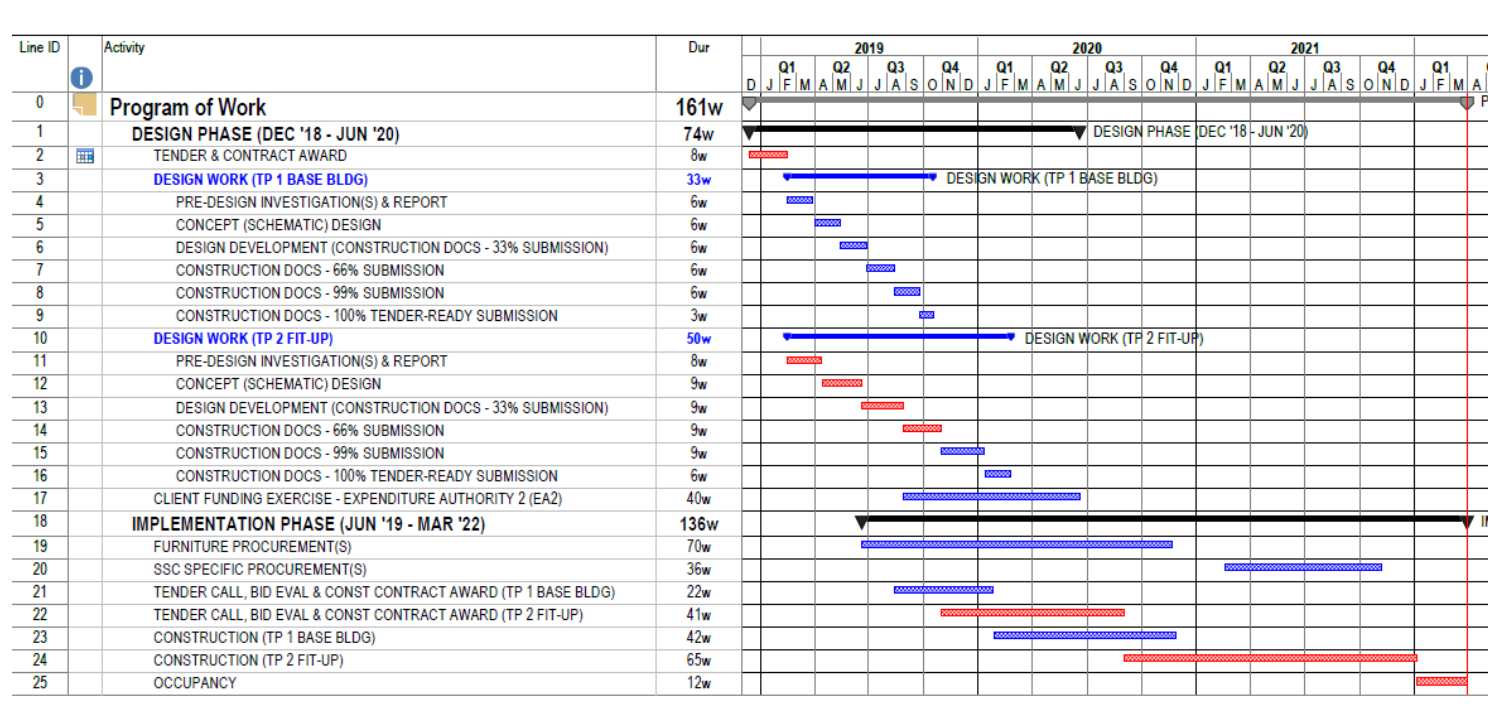 Line ID Activity Dur 2019 2020 2021
Q1 Q2 Q3 Q4 Q1 Q2 Q3 Q4 Q1 Q2 Q3 Q4 Q1
i D J F M A M J J A S O N D J F M A M J J A S O N D J F M A M J J A S O N D J F M A
0 Program of Work 161w P
1 DESIGN PHASE (DEC '18 - JUN '20) 74w DESIGN PHASE (DEC '18 - JUN '20)
2 TENDER & CONTRACT AWARD 8w
3 DESIGN WORK (TP 1 BASE BLDG) 33w DESIGN WORK (TP 1 BASE BLDG)
4 PRE-DESIGN INVESTIGATION(S) & REPORT 6w
5 CONCEPT (SCHEMATIC) DESIGN 6w
6 DESIGN DEVELOPMENT (CONSTRUCTION DOCS - 33% SUBMISSION) 6w
7 CONSTRUCTION DOCS - 66% SUBMISSION 6w
8 CONSTRUCTION DOCS - 99% SUBMISSION 6w
9 CONSTRUCTION DOCS - 100% TENDER-READY SUBMISSION 3w
10 DESIGN WORK (TP 2 FIT-UP) 50w DESIGN WORK (TP 2 FIT-UP)
11 PRE-DESIGN INVESTIGATION(S) & REPORT 8w
12 CONCEPT (SCHEMATIC) DESIGN 9w
13 DESIGN DEVELOPMENT (CONSTRUCTION DOCS - 33% SUBMISSION) 9w
14 CONSTRUCTION DOCS - 66% SUBMISSION 9w
15 CONSTRUCTION DOCS - 99% SUBMISSION 9w
16 CONSTRUCTION DOCS - 100% TENDER-READY SUBMISSION 6w
17 CLIENT FUNDING EXERCISE - EXPENDITURE AUTHORITY 2 (EA2) 40w
18 IMPLEMENTATION PHASE (JUN '19 - MAR '22) 136w
19 FURNITURE PROCUREMENT(S) 70w
20 SSC SPECIFIC PROCUREMENT(S) 36w
21 TENDER CALL, BID EVAL & CONST CONTRACT AWARD (TP 1 BASE BLDG) 22w
22 TENDER CALL, BID EVAL & CONST CONTRACT AWARD (TP 2 FIT-UP) 41w
23 CONSTRUCTION (TP 1 BASE BLDG) 42w
24 CONSTRUCTION (TP 2 FIT-UP) 65w
25 OCCUPANCY 12w